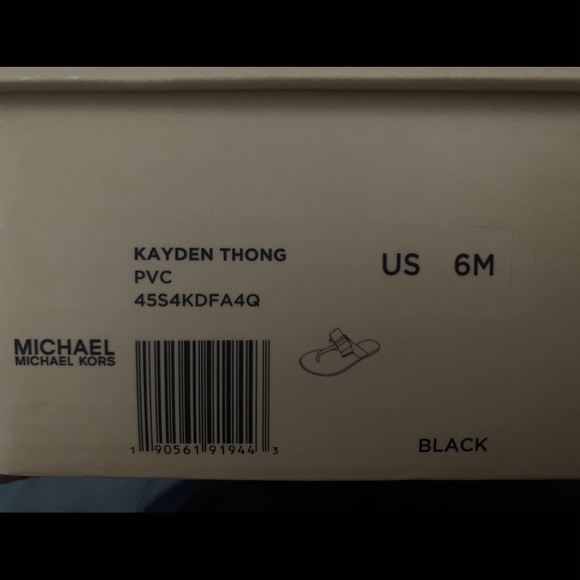 KAYDEN THONG
PVC
45S4KDFA4Q
US 6M
MICHAEL
MICHAEL KORS
1 90561 91944 3
BLACK